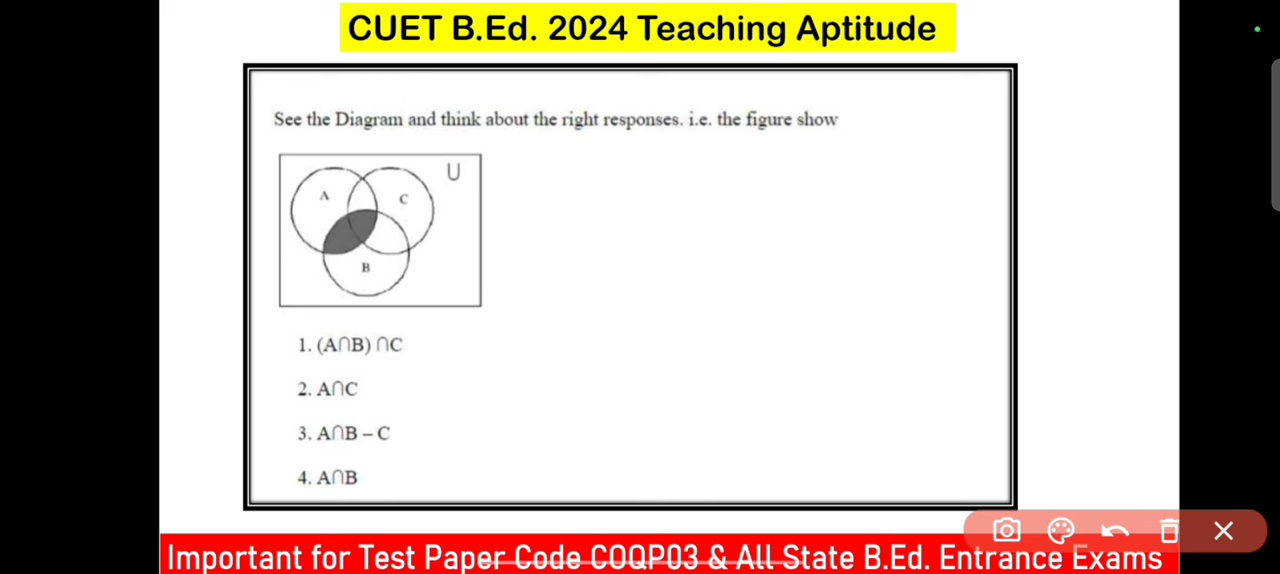 CUET B.Ed. 2024 Teaching Aptitude
See the Diagram and think about the right responses. i.e. the figure show
U
A
C
B
1. (A∩B) ∩C
2. A∩C
3. A∩B – C
4. A∩B
Important for Test Paper Code COQP03 & All State B.Ed. Entrance Exams